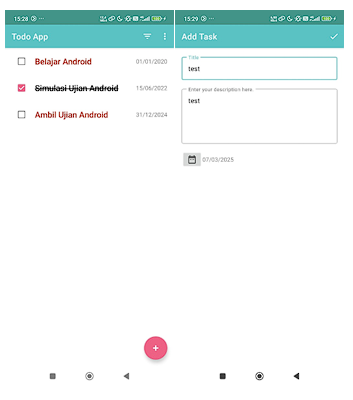 15:28
Todo App
Belajar Android 01/01/2020
Simulasi Ujian Android 15/06/2022
Ambil Ujian Android 31/12/2024
+
15:29
Add Task
Title
test
Enter your description here.
test
07/03/2025